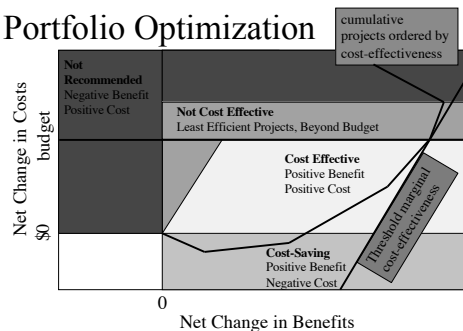 Portfolio Optimization
cumulative
projects ordered by
cost-effectiveness
Not
Recommended
Negative Benefit
Positive Cost
Not Cost Effective
Least Efficient Projects, Beyond Budget
Cost Effective
Positive Benefit
Positive Cost
Threshold marginal
cost-effectiveness
Cost-Saving
Positive Benefit
Negative Cost
Net Change in Costs
budget
$0
0
Net Change in Benefits